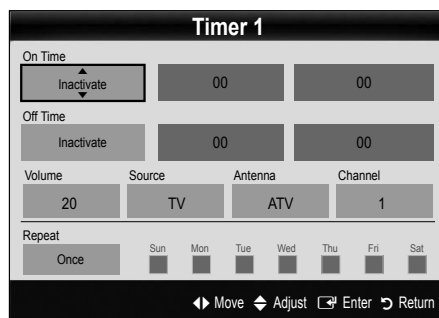 Timer 1
On Time
Inactivate 00 00
Off Time
Inactivate 00 00
Volume Source Antenna Channel
20 TV ATV 1
Repeat
Sun Mon Tue Wed Thu Fri Sat
Once
Move Adjust Enter Return